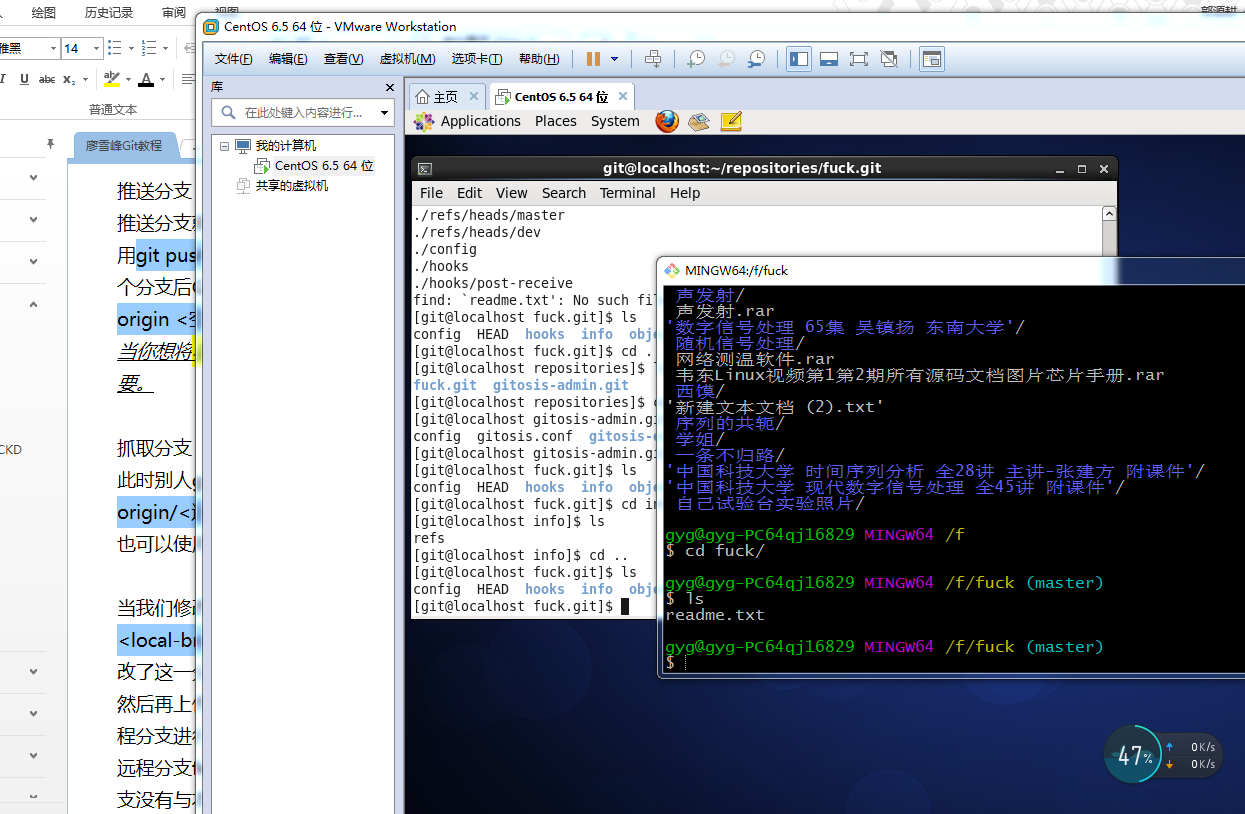 绘图 历史记录 审阅 视图
雅黑 14
I U abc x₂ A
普通文本
廖雪峰Git教程
推送分支
推送分支
用git pus
个分支后
origin <
当你想将
要。
抓取分支
此时别人
origin/<
也可以使用
CKD
当我们修改
<local-br
改了这一
然后再上传
程分支进行
远程分支
支没有与本
CentOS 6.5 64 位 - VMware Workstation
文件(F) 编辑(E) 查看(V) 虚拟机(M) 选项卡(T) 帮助(H)
库
在此处键入内容进行...
我的计算机
CentOS 6.5 64 位
共享的虚拟机
主页 CentOS 6.5 64 位
Applications Places System
git@localhost:~/repositories/fuck.git
File Edit View Search Terminal Help
./refs/heads/master
./refs/heads/dev
./config
./hooks
./hooks/post-receive
find: `readme.txt': No such fil
[git@localhost fuck.git]$ ls
config HEAD hooks info obje
[git@localhost fuck.git]$ cd .
[git@localhost repositories]$ l
fuck.git gitosis-admin.git
[git@localhost repositories]$ c
[git@localhost gitosis-admin.gi
config gitosis.conf gitosis-e
[git@localhost gitosis-admin.gi
[git@localhost fuck.git]$ ls
config HEAD hooks info obje
[git@localhost fuck.git]$ cd in
[git@localhost info]$ ls
refs
[git@localhost info]$ cd ..
[git@localhost fuck.git]$ ls
config HEAD hooks info obje
[git@localhost fuck.git]$
MINGW64:/f/fuck
声发射/
声发射.rar
'数字信号处理 65集 吴镇扬 东南大学'/
随机信号处理/
网络测温软件.rar
韦东Linux视频第1第2期所有源码文档图片芯片手册.rar
西馍/
'新建文本文档 (2).txt'
序列的共轭/
学姐/
一条不归路/
'中国科技大学 时间序列分析 全28讲 主讲-张建方 附课件'/
'中国科技大学 现代数字信号处理 全45讲 附课件'/
自己试验台实验照片/
gyg@gyg-PC64qj16829 MINGW64 /f
$ cd fuck/
gyg@gyg-PC64qj16829 MINGW64 /f/fuck (master)
$ ls
readme.txt
gyg@gyg-PC64qj16829 MINGW64 /f/fuck (master)
$
47%
0K/s
0K/s